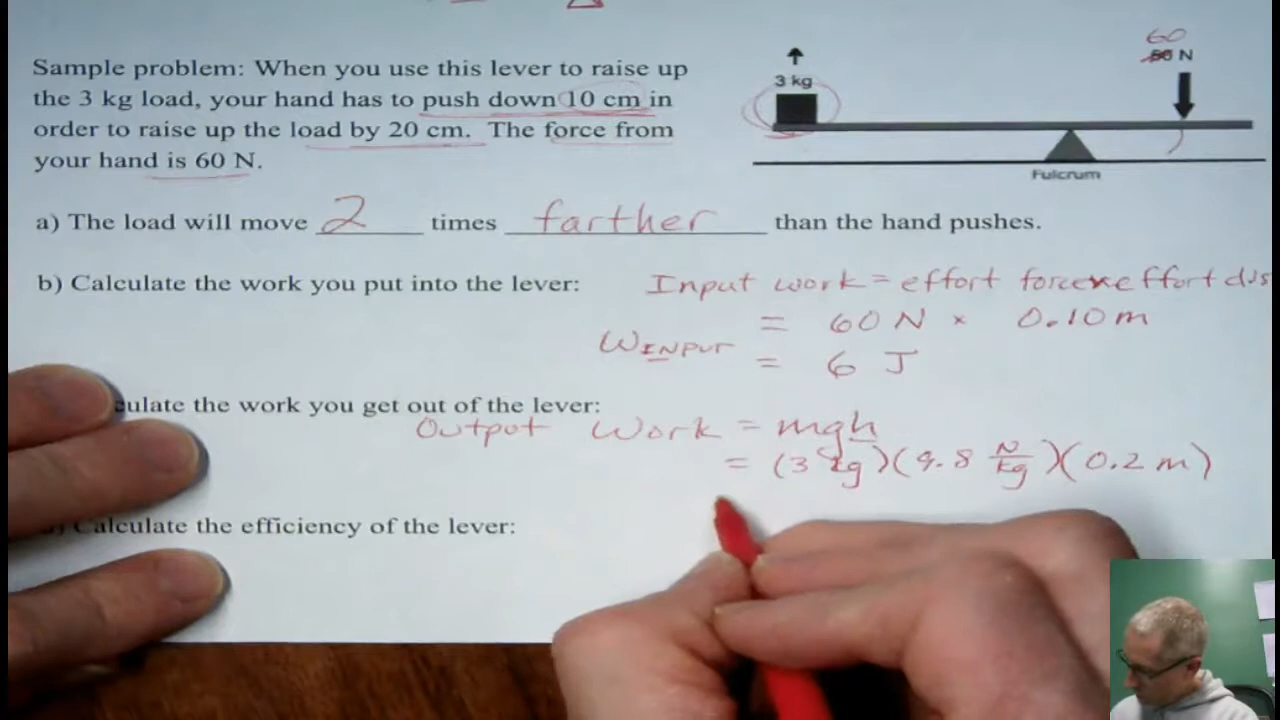 Sample problem: When you use this lever to raise up
the 3 kg load, your hand has to push down 10 cm in
order to raise up the load by 20 cm. The force from
your hand is 60 N.
60
N
3 kg
Fulcrum
a) The load will move 2 times farther than the hand pushes.
b) Calculate the work you put into the lever:
Input work = effort force x effort dis
= 60 N × 0.10 m
WINPUT
= 6 J
culate the work you get out of the lever:
Output Work = mgh
= (3 kg)(9.8 N/kg)(0.2 m)
Calculate the efficiency of the lever: